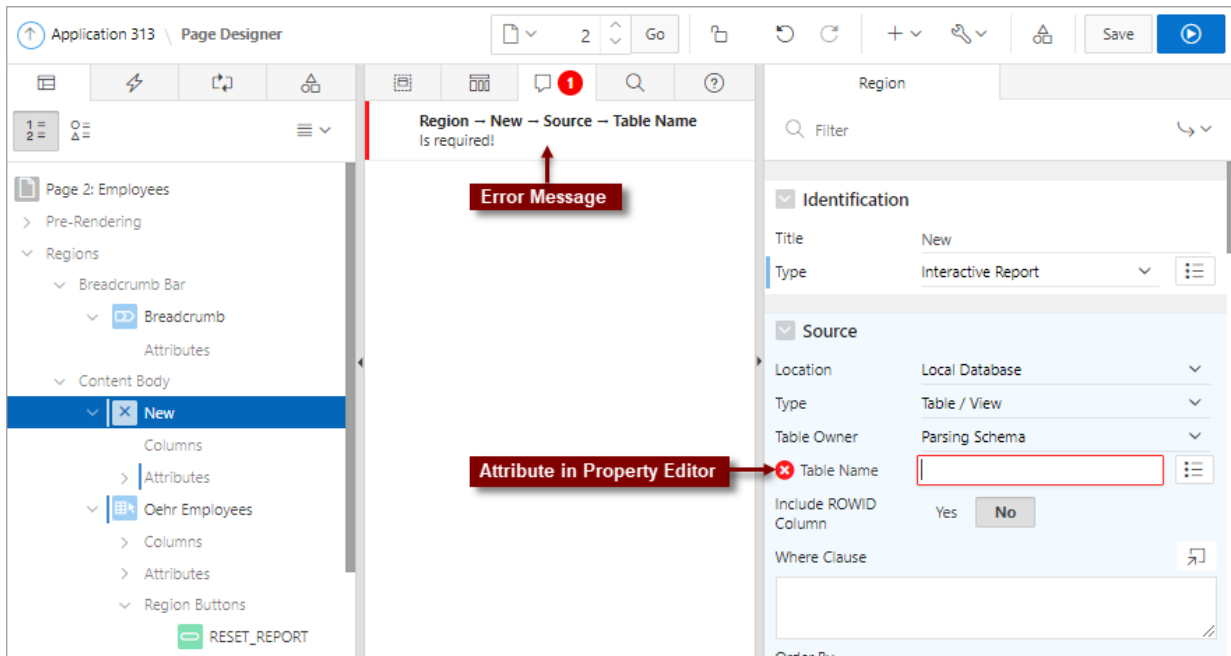 Application 313 \ Page Designer
2
Go
Save
1
Region
Region → New → Source → Table Name
Is required!
Error Message
Filter
Page 2: Employees
Pre-Rendering
Regions
Breadcrumb Bar
Breadcrumb
Attributes
Content Body
New
Columns
Attributes
Oehr Employees
Columns
Attributes
Region Buttons
RESET_REPORT
Identification
Title New
Type Interactive Report
Source
Location Local Database
Type Table / View
Table Owner Parsing Schema
Attribute in Property Editor
Table Name
Include ROWID
Column
Yes No
Where Clause
Order By